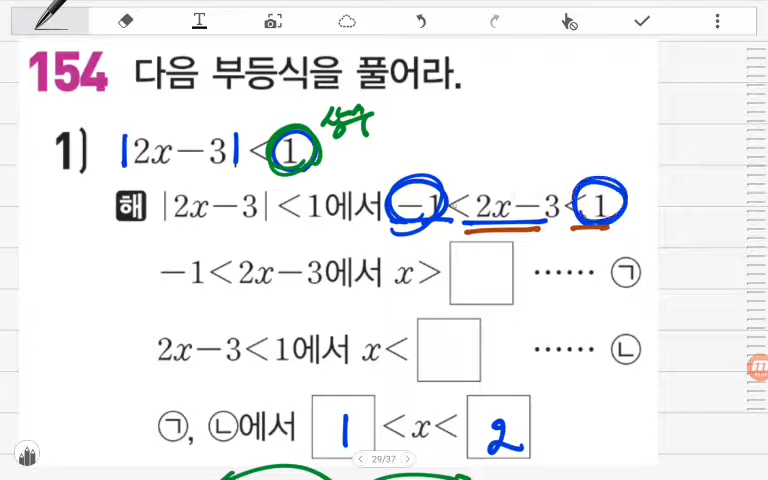 154 다음 부등식을 풀어라.
상수
1) |2x－3|＜1
해 |2x－3|＜1에서 －1＜2x－3＜1
－1＜2x－3에서 x＞ …… ㉠
2x－3＜1에서 x＜ …… ㉡
㉠, ㉡에서 1 ＜x＜ 2
29/37